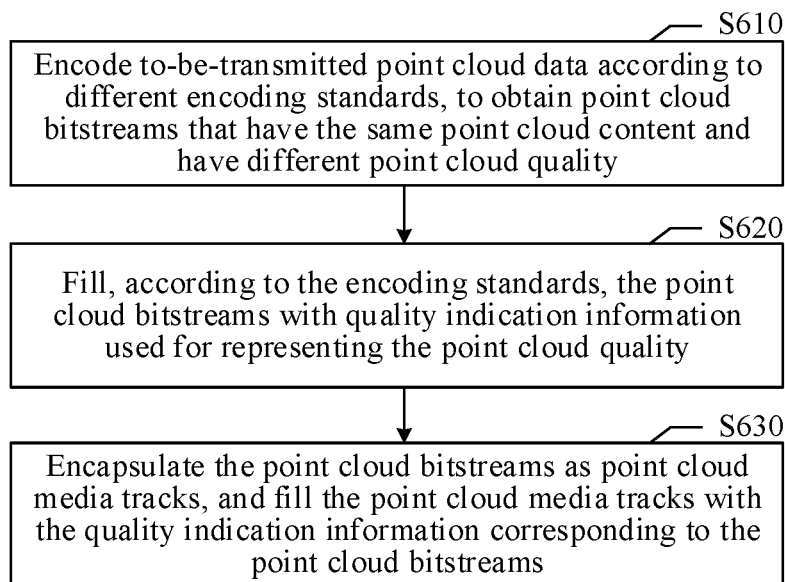 S610
Encode to-be-transmitted point cloud data according to
different encoding standards, to obtain point cloud
bitstreams that have the same point cloud content and
have different point cloud quality
S620
Fill, according to the encoding standards, the point
cloud bitstreams with quality indication information
used for representing the point cloud quality
S630
Encapsulate the point cloud bitstreams as point cloud
media tracks, and fill the point cloud media tracks with
the quality indication information corresponding to the
point cloud bitstreams